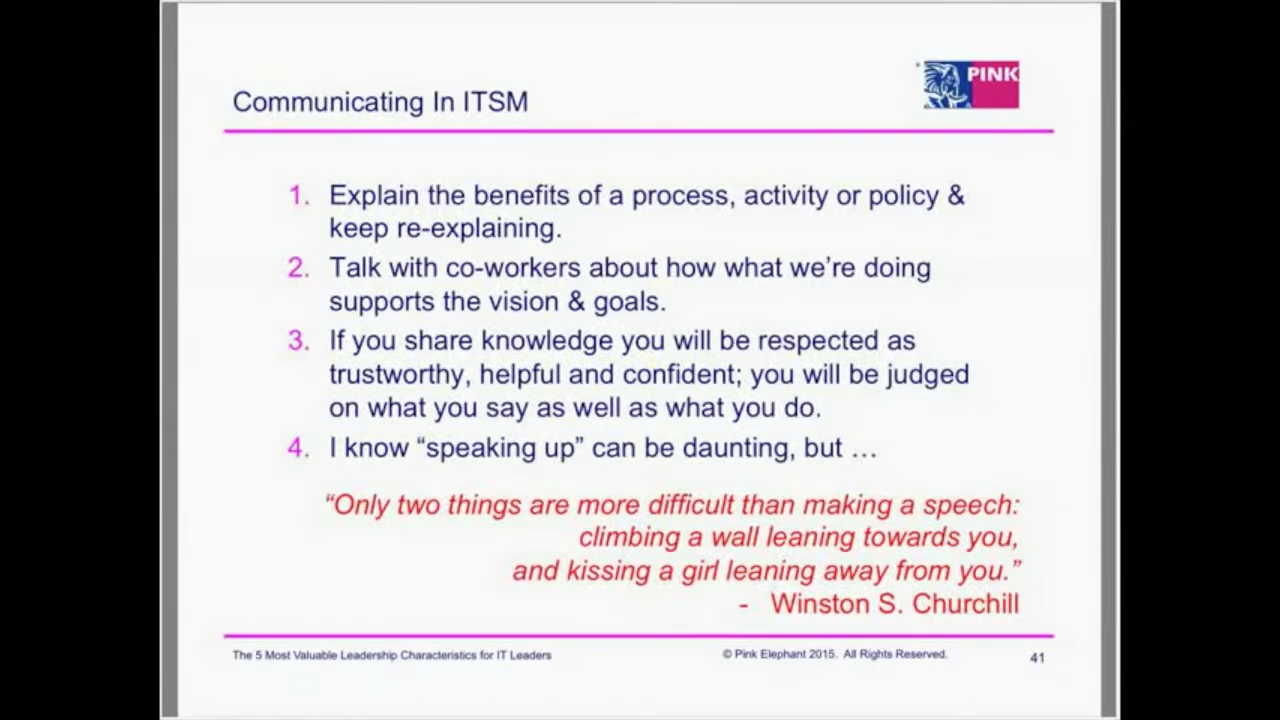 Communicating In ITSM
PINK
1. Explain the benefits of a process, activity or policy &
keep re-explaining.
2. Talk with co-workers about how what we’re doing
supports the vision & goals.
3. If you share knowledge you will be respected as
trustworthy, helpful and confident; you will be judged
on what you say as well as what you do.
4. I know “speaking up” can be daunting, but …
“Only two things are more difficult than making a speech:
climbing a wall leaning towards you,
and kissing a girl leaning away from you.”
- Winston S. Churchill
The 5 Most Valuable Leadership Characteristics for IT Leaders
© Pink Elephant 2015. All Rights Reserved.
41